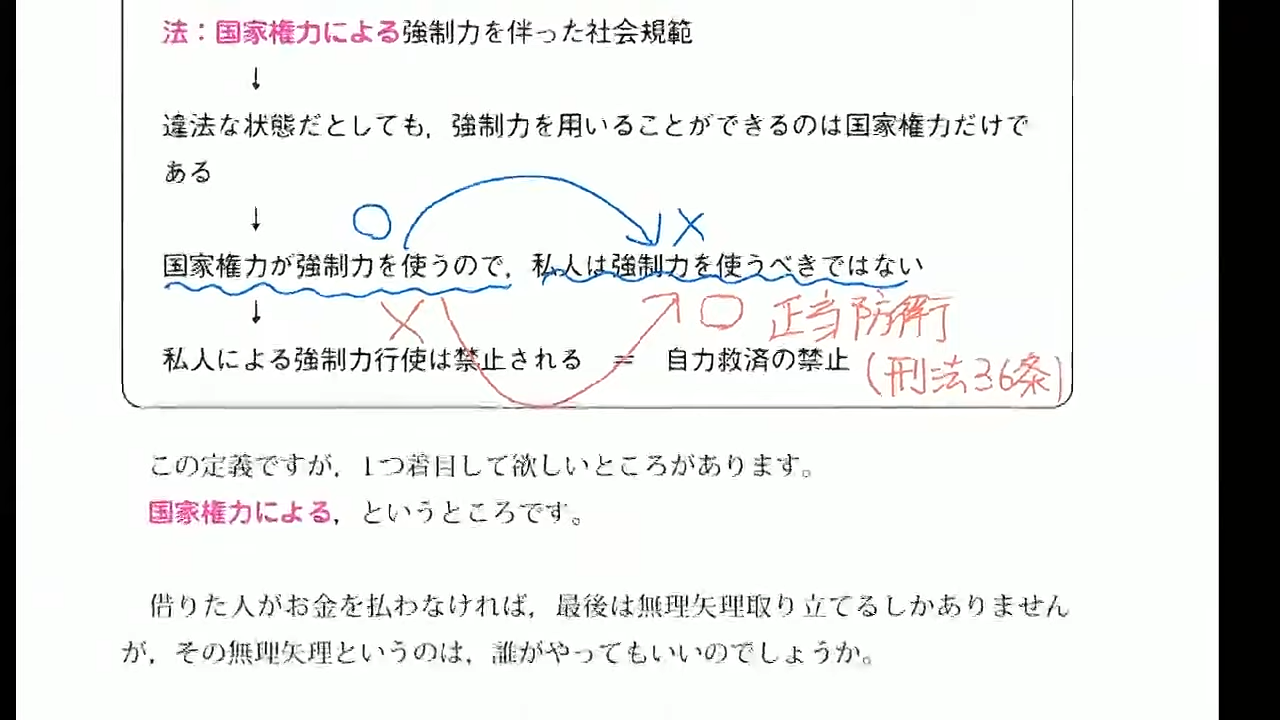 法：国家権力による強制力を伴った社会規範
↓
違法な状態だとしても，強制力を用いることができるのは国家権力だけで
ある
↓
○ ×
国家権力が強制力を使うので，私人は強制力を使うべきではない
↓
× ○ 正当防衛
私人による強制力行使は禁止される ＝ 自力救済の禁止
(刑法36条)
この定義ですが，1つ着目して欲しいところがあります。
国家権力による，というところです。
借りた人がお金を払わなければ，最後は無理矢理取り立てるしかありません
が，その無理矢理というのは，誰がやってもいいのでしょうか。